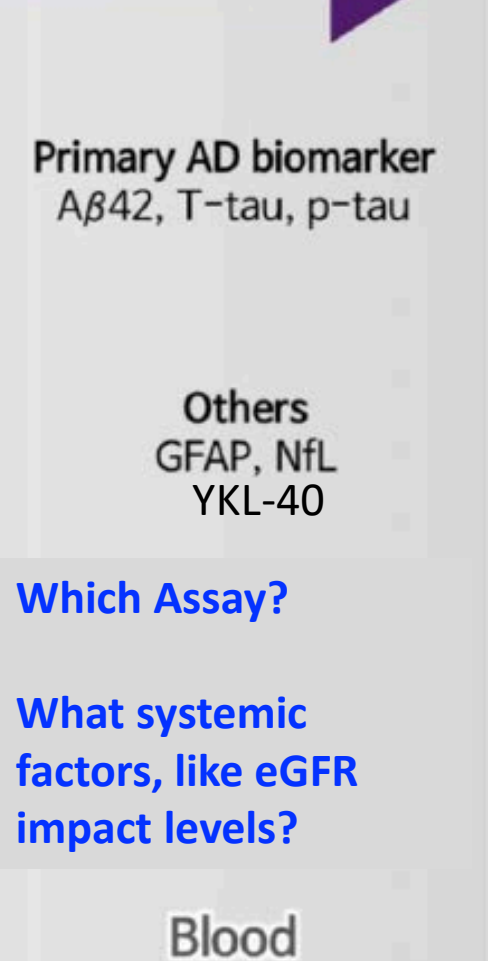 Primary AD biomarker
Aβ42, T-tau, p-tau
Others
GFAP, NfL
YKL-40
Which Assay?
What systemic
factors, like eGFR
impact levels?
Blood